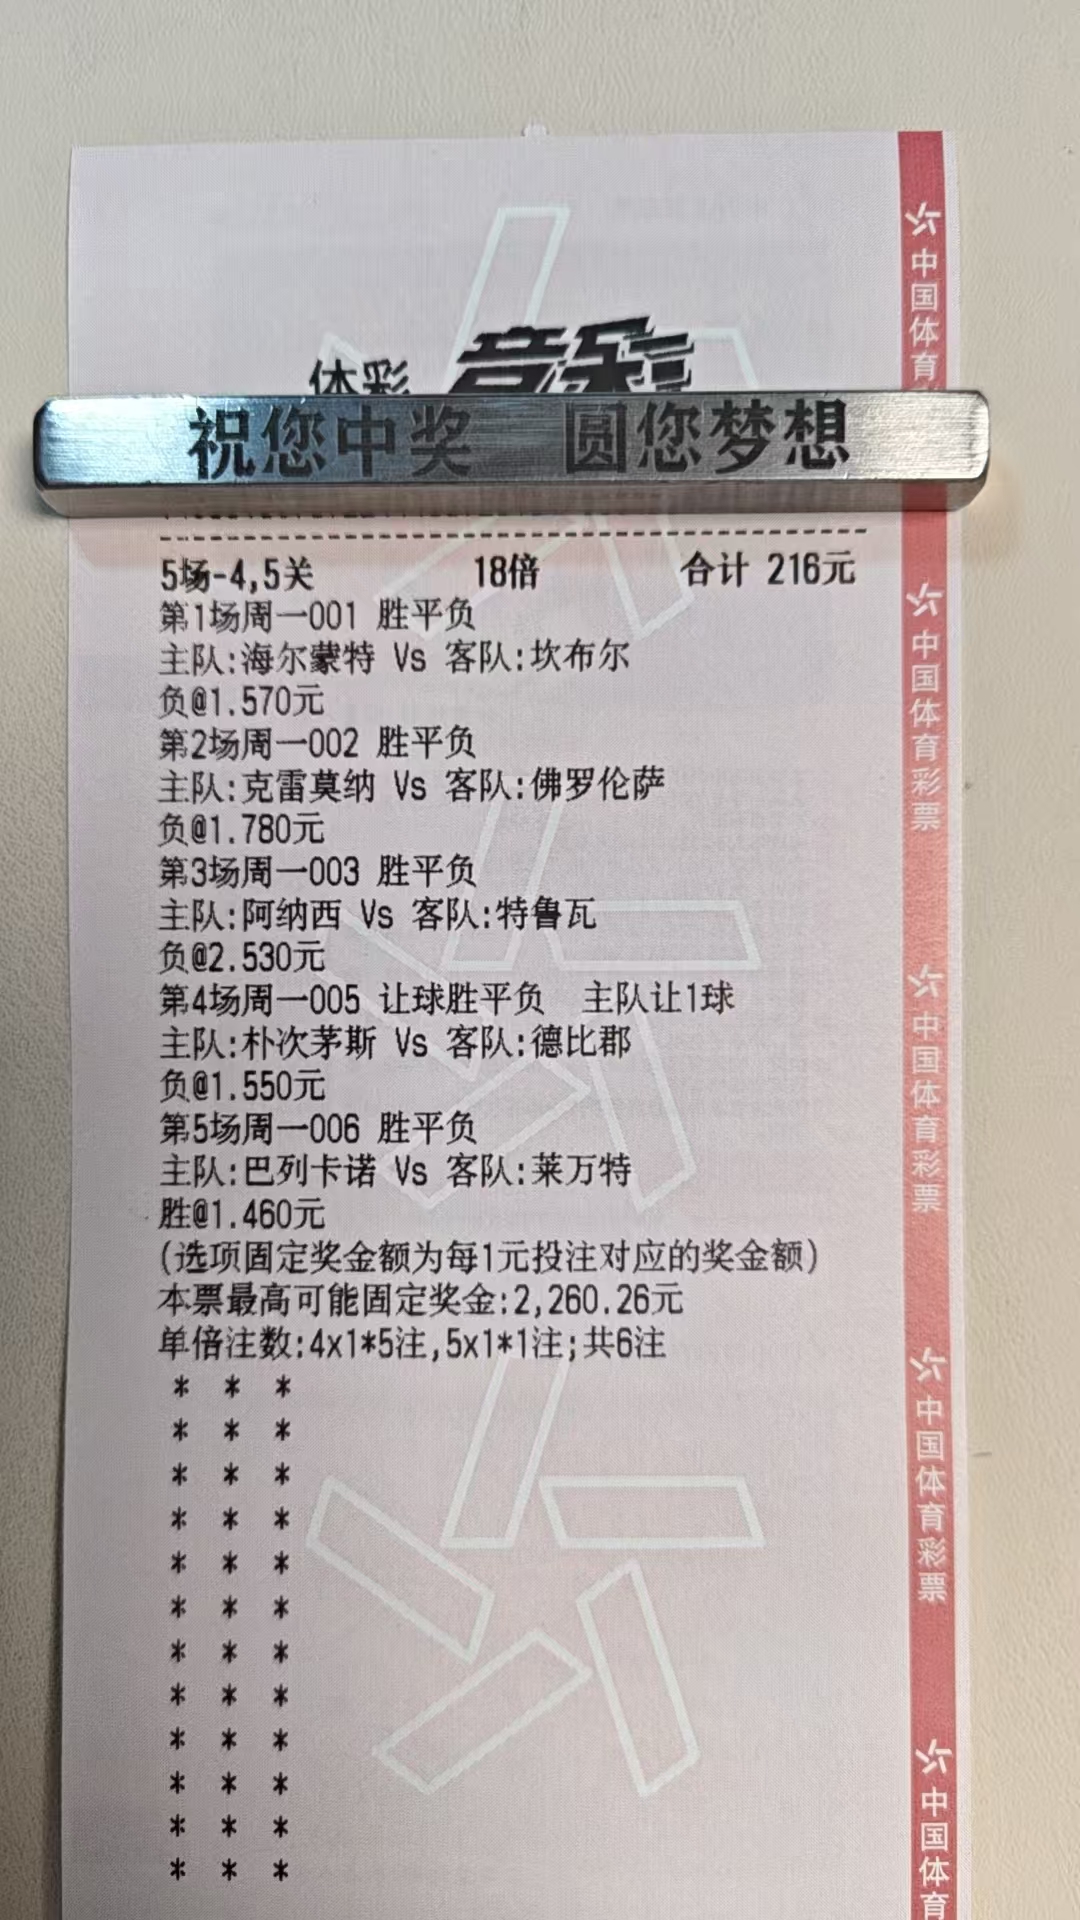 体彩 竞彩
祝您中奖 圆您梦想
5场-4,5关 18倍 合计 216元
第1场周一001 胜平负
主队:海尔蒙特 Vs 客队:坎布尔
负@1.570元
第2场周一002 胜平负
主队:克雷莫纳 Vs 客队:佛罗伦萨
负@1.780元
第3场周一003 胜平负
主队:阿纳西 Vs 客队:特鲁瓦
负@2.530元
第4场周一005 让球胜平负 主队让1球
主队:朴次茅斯 Vs 客队:德比郡
负@1.550元
第5场周一006 胜平负
主队:巴列卡诺 Vs 客队:莱万特
胜@1.460元
(选项固定奖金额为每1元投注对应的奖金额)
本票最高可能固定奖金:2,260.26元
单倍注数:4x1*5注,5x1*1注;共6注
* * *
* * *
* * *
* * *
* * *
* * *
* * *
* * *
* * *
* * *
* * *
* * *
中国体育
中国体育彩票
中国体育彩票
中国体育彩票
中国体育